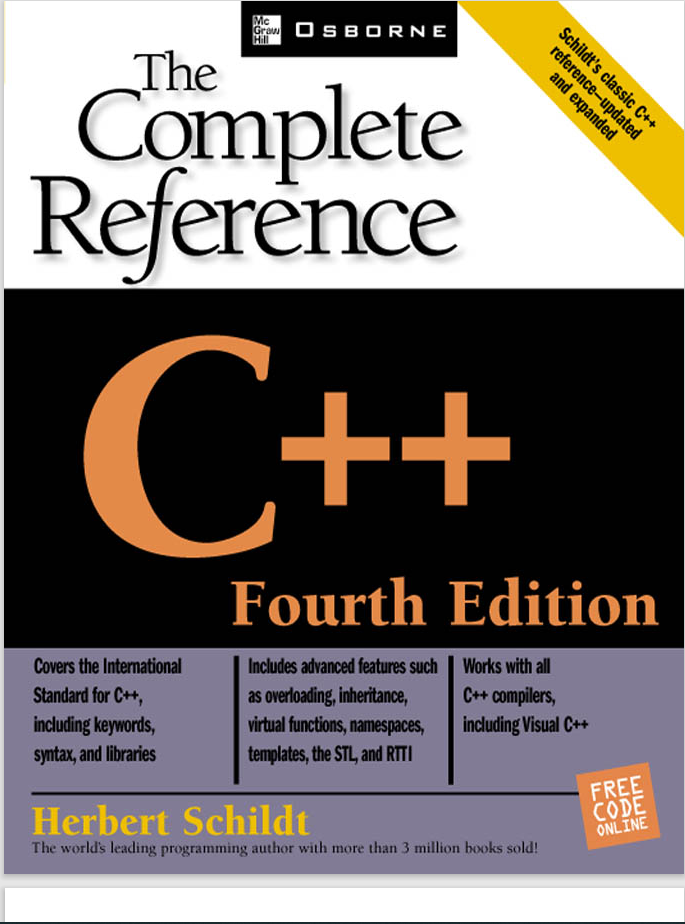 Mc
Graw
Hill
OSBORNE
Schildt's classic C++
reference–updated
and expanded
The
Complete
Reference
C++
Fourth Edition
Covers the International
Standard for C++,
including keywords,
syntax, and libraries
Includes advanced features such
as overloading, inheritance,
virtual functions, namespaces,
templates, the STL, and RTTI
Works with all
C++ compilers,
including Visual C++
FREE
CODE
ONLINE
Herbert Schildt
The world's leading programming author with more than 3 million books sold!